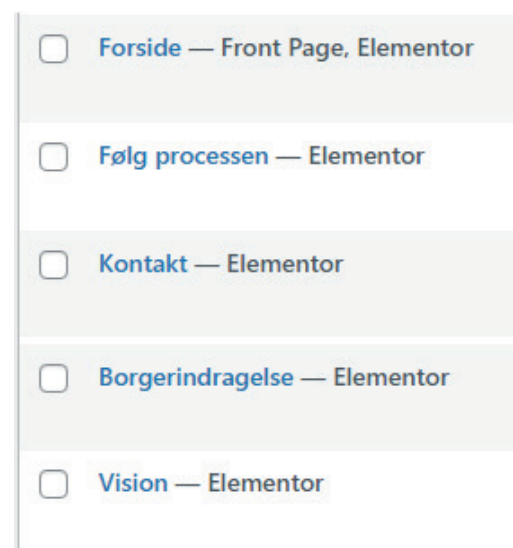 Forside — Front Page, Elementor
Følg processen — Elementor
Kontakt — Elementor
Borgerindragelse — Elementor
Vision — Elementor